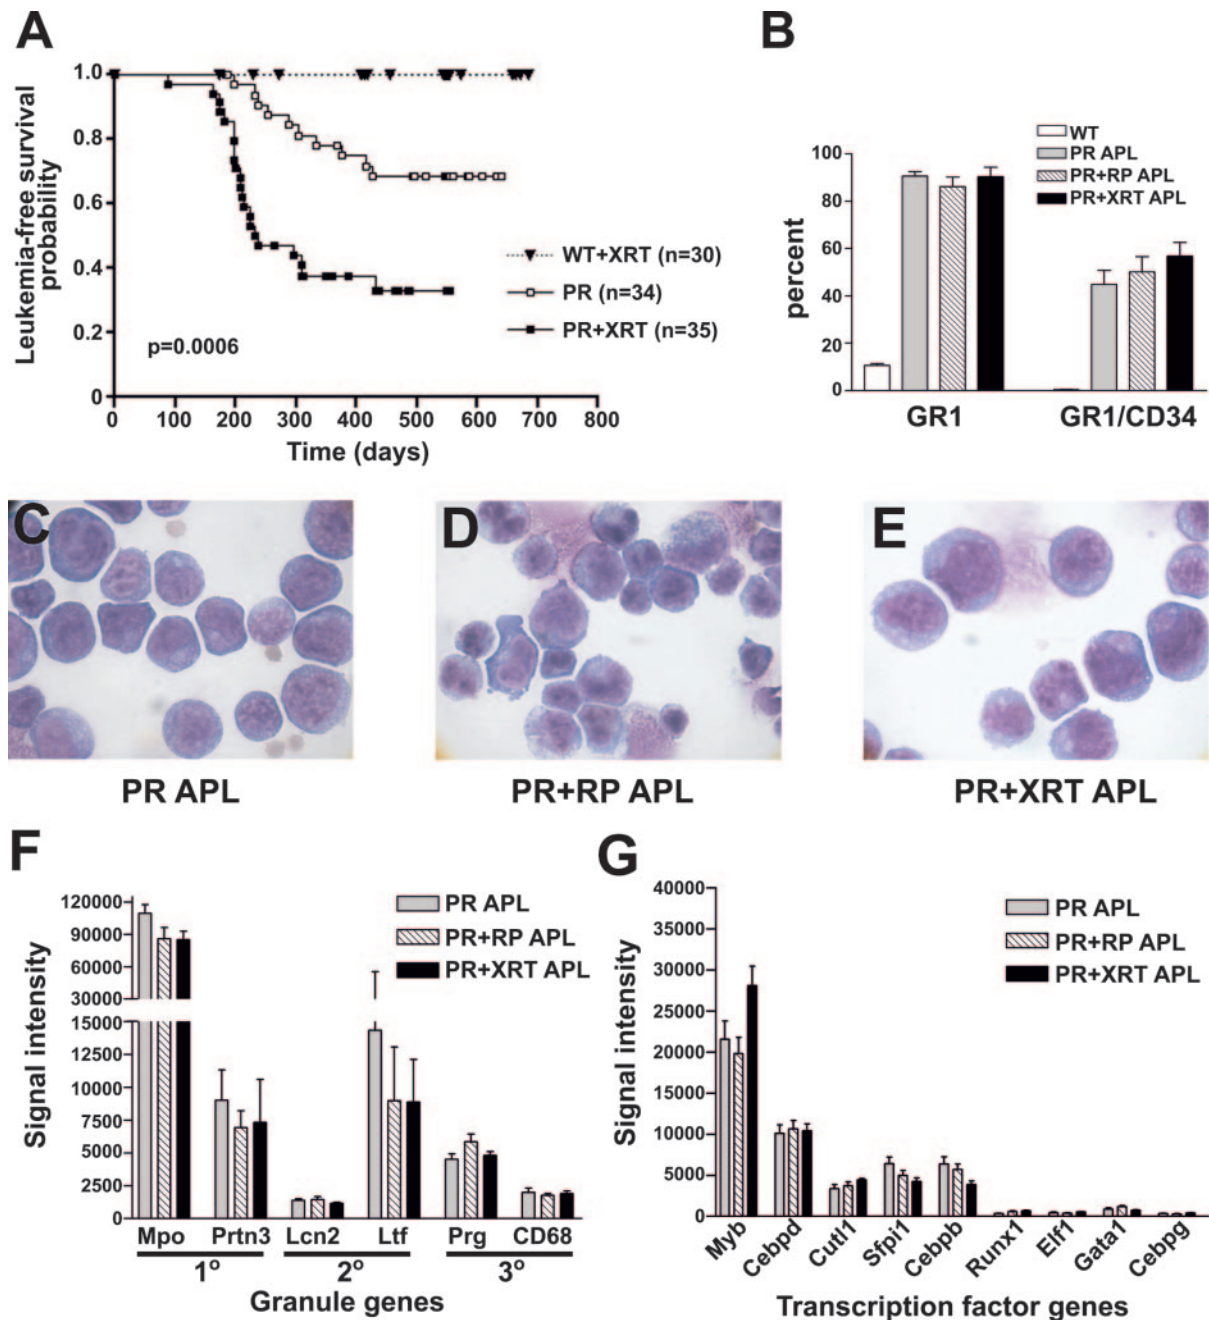 A
Leukemia-free survival
probability
1.0
0.8
0.6
0.4
0.2
0
0 100 200 300 400 500 600 700 800
Time (days)
p=0.0006
WT+XRT (n=30)
PR (n=34)
PR+XRT (n=35)
B
percent
100
80
60
40
20
0
GR1 GR1/CD34
WT
PR APL
PR+RP APL
PR+XRT APL
C
PR APL
D
PR+RP APL
E
PR+XRT APL
F
Signal intensity
120000
90000
60000
30000
15000
12500
10000
7500
5000
2500
0
PR APL
PR+RP APL
PR+XRT APL
Mpo Prtn3 Lcn2 Ltf Prg CD68
1º 2º 3º
Granule genes
G
Signal intensity
40000
35000
30000
25000
20000
15000
10000
5000
0
PR APL
PR+RP APL
PR+XRT APL
Myb Cebpd Cutl1 Sfpi1 Cebpb Runx1 Elf1 Gata1 Cebpg
Transcription factor genes